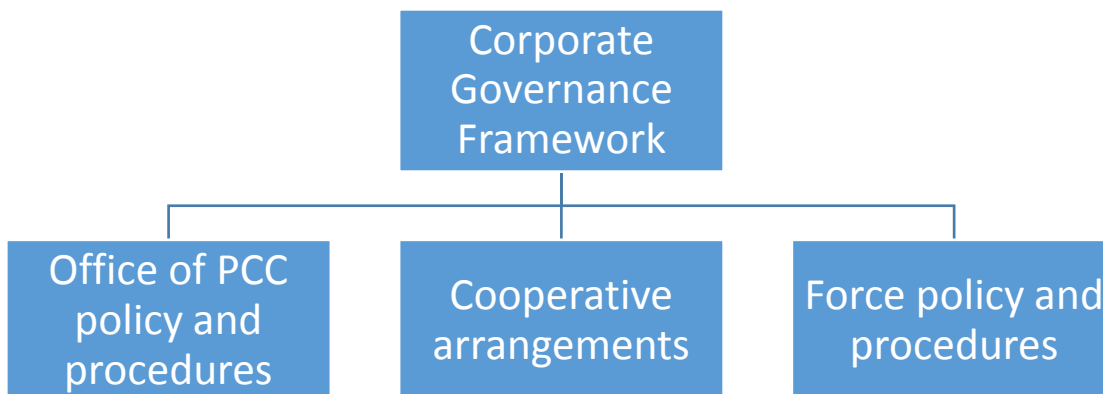 Corporate
Governance
Framework
Office of PCC
policy and
procedures
Cooperative
arrangements
Force policy and
procedures